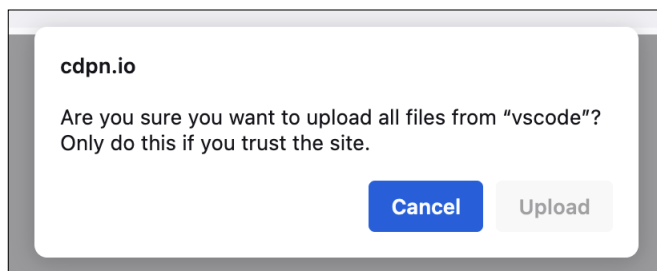 cdpn.io
Are you sure you want to upload all files from “vscode”?
Only do this if you trust the site.
Cancel Upload